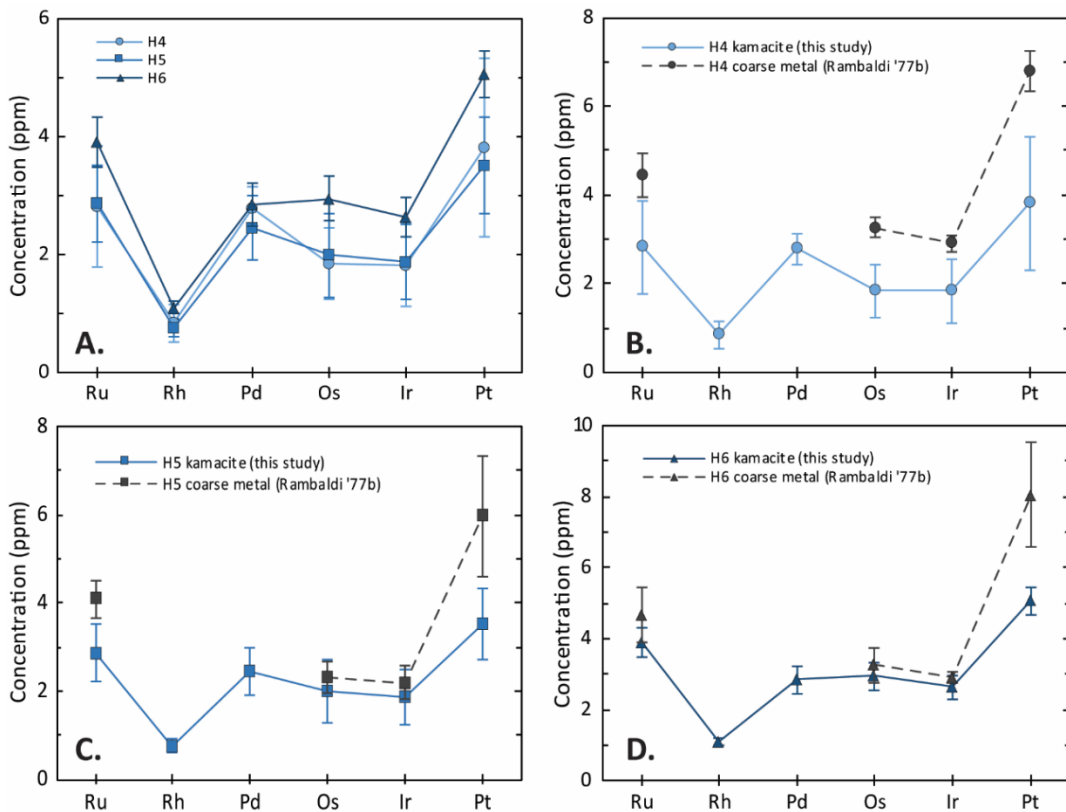 6
4
2
0
Concentration (ppm)
H4
H5
H6
A.
Ru Rh Pd Os Ir Pt
8
6
4
2
0
Concentration (ppm)
H4 kamacite (this study)
H4 coarse metal (Rambaldi '77b)
B.
Ru Rh Pd Os Ir Pt
8
6
4
2
0
Concentration (ppm)
H5 kamacite (this study)
H5 coarse metal (Rambaldi '77b)
C.
Ru Rh Pd Os Ir Pt
10
8
6
4
2
0
Concentration (ppm)
H6 kamacite (this study)
H6 coarse metal (Rambaldi '77b)
D.
Ru Rh Pd Os Ir Pt